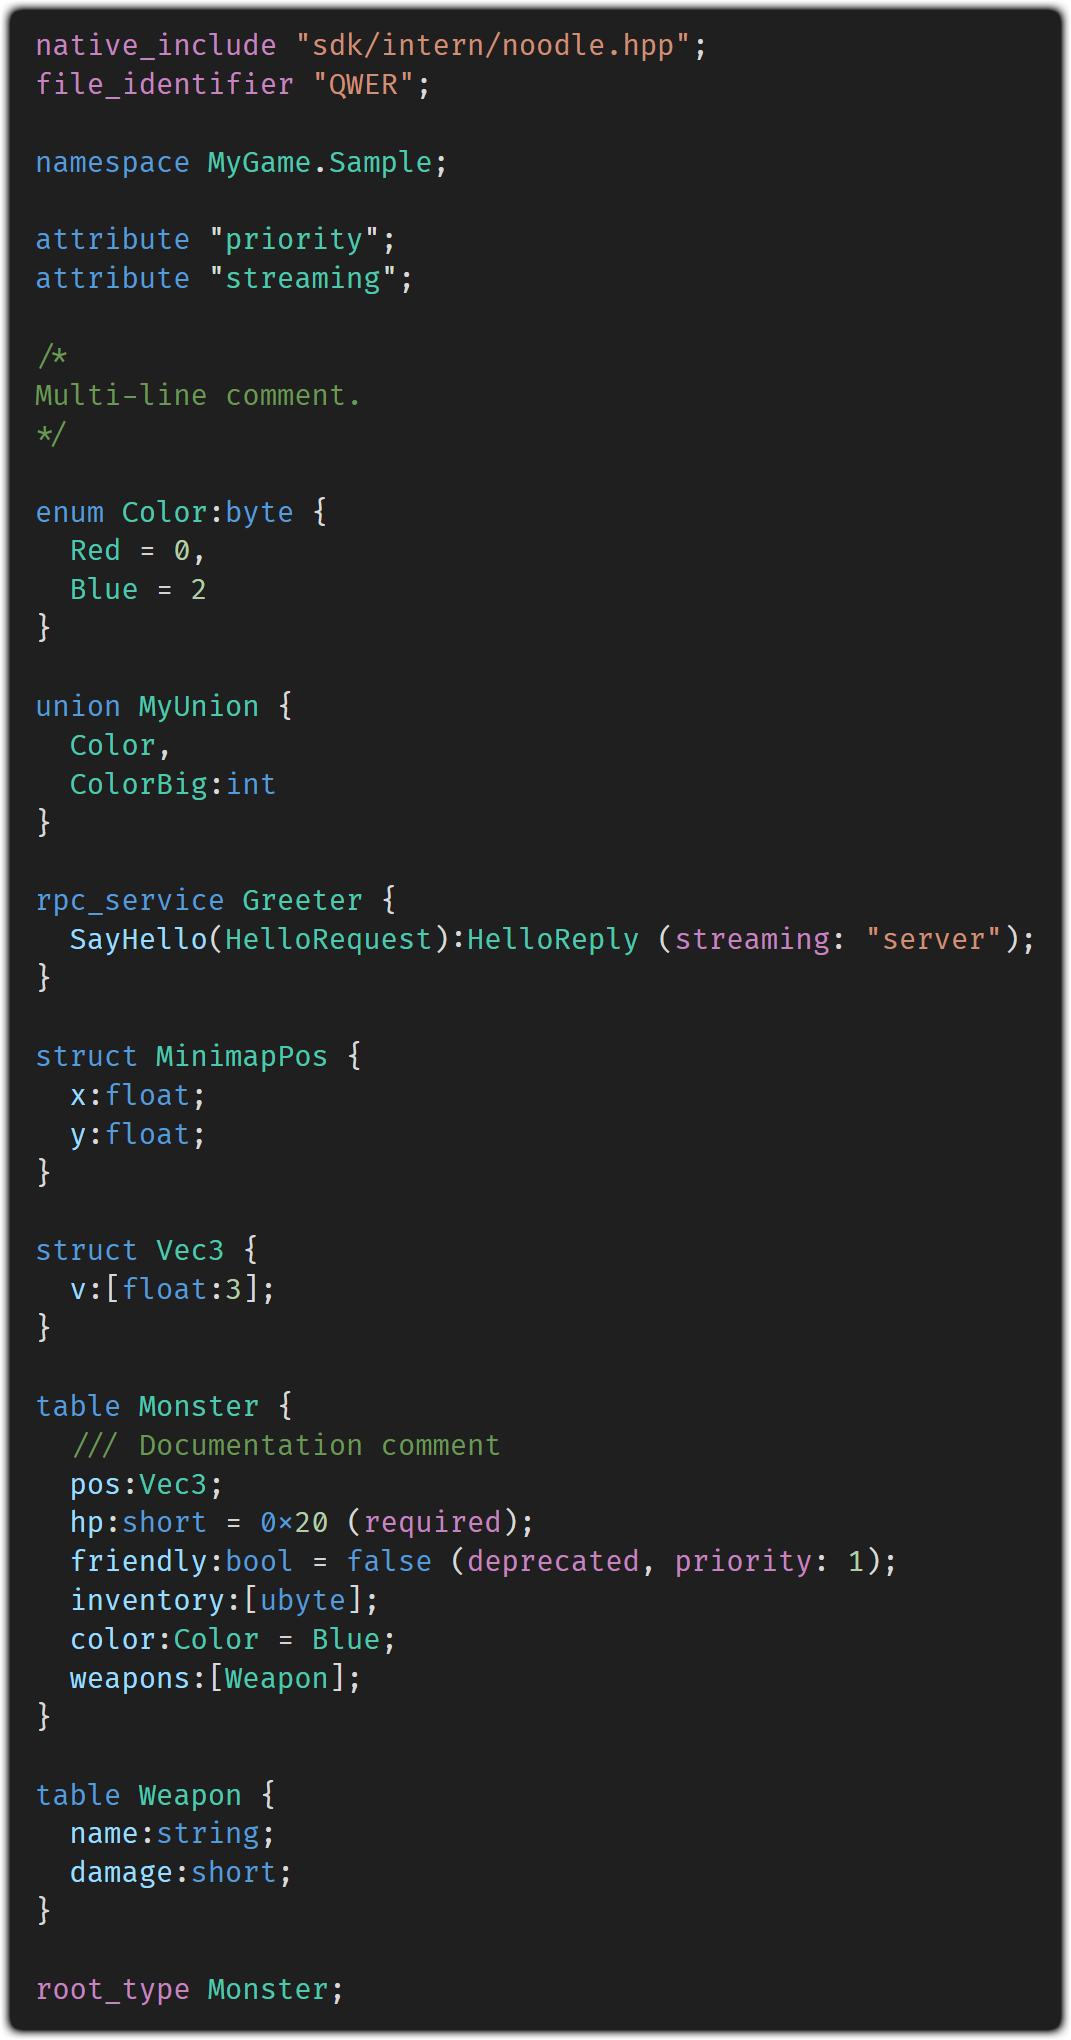 native_include "sdk/intern/noodle.hpp";
file_identifier "QWER";

namespace MyGame.Sample;

attribute "priority";
attribute "streaming";

/*
Multi-line comment.
*/

enum Color:byte {
  Red = 0,
  Blue = 2
}

union MyUnion {
  Color,
  ColorBig:int
}

rpc_service Greeter {
  SayHello(HelloRequest):HelloReply (streaming: "server");
}

struct MinimapPos {
  x:float;
  y:float;
}

struct Vec3 {
  v:[float:3];
}

table Monster {
  /// Documentation comment
  pos:Vec3;
  hp:short = 0×20 (required);
  friendly:bool = false (deprecated, priority: 1);
  inventory:[ubyte];
  color:Color = Blue;
  weapons:[Weapon];
}

table Weapon {
  name:string;
  damage:short;
}

root_type Monster;